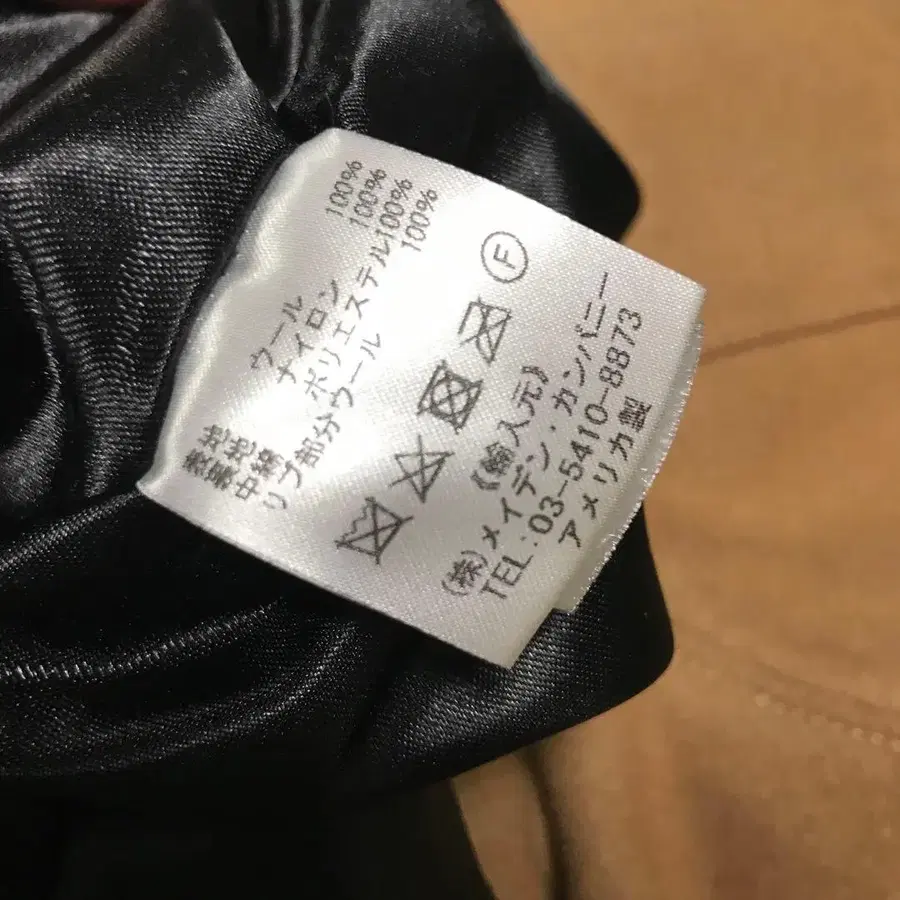 表地 ウール 100%
裏地 ナイロン 100%
中綿 ポリエステル100%
リブ部分ウール 100%
F
《輸入元》
(株)メイデン・カンパニー
TEL:03-5410-8873
アメリカ製